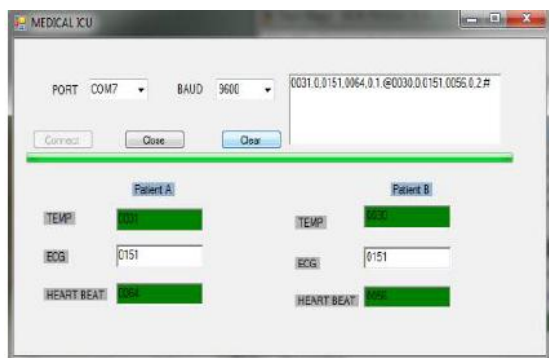 MEDICAL ICU
PORT COM7 BAUD 9600
0031,0,0151,0064,0,1,@0030,0,0151,0056,0,2,#
Connect Close Clear
Patient A Patient B
TEMP 0031 TEMP 0030
ECG 0151 ECG 0151
HEART BEAT 0064 HEART BEAT 0056